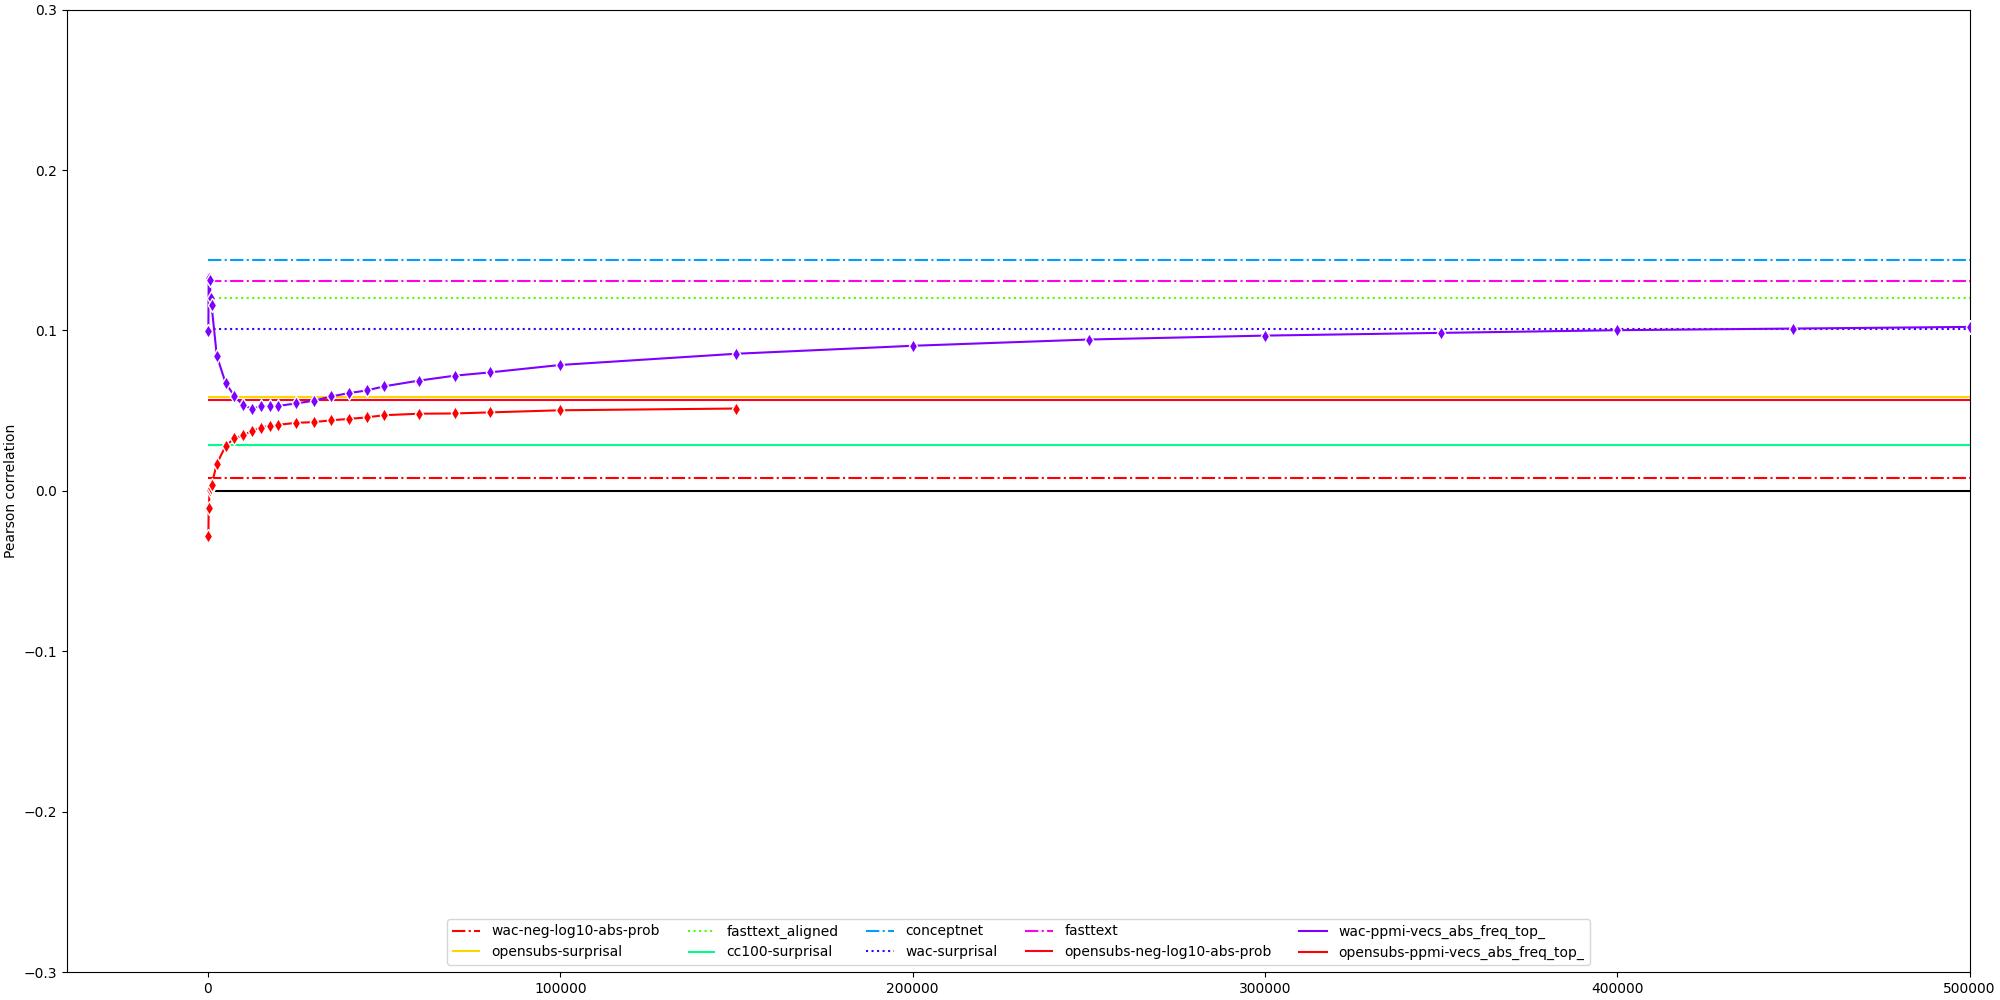 0.3
0.2
0.1
0.0
−0.1
−0.2
−0.3
Pearson correlation
wac-neg-log10-abs-prob
opensubs-surprisal
fasttext_aligned
cc100-surprisal
conceptnet
wac-surprisal
fasttext
opensubs-neg-log10-abs-prob
wac-ppmi-vecs_abs_freq_top_
opensubs-ppmi-vecs_abs_freq_top_
0 100000 200000 300000 400000 500000